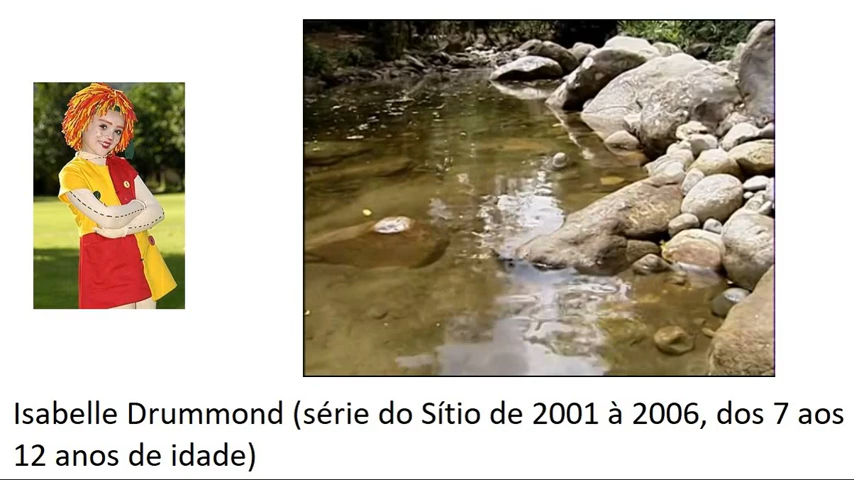 Isabelle Drummond (série do Sítio de 2001 à 2006, dos 7 aos
12 anos de idade)